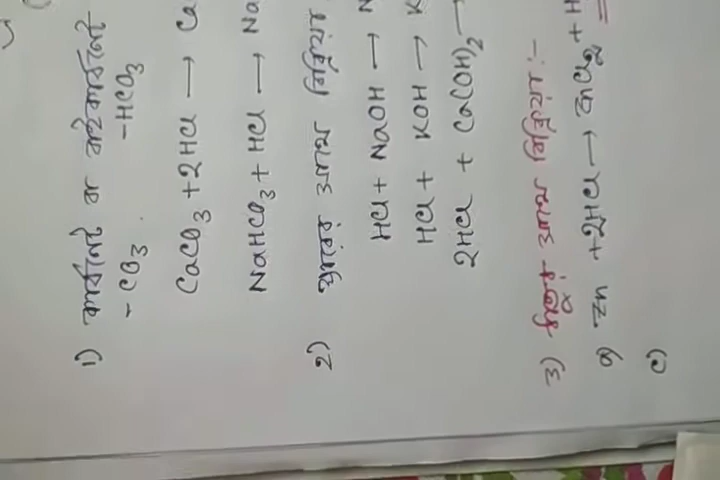 1) কার্বনেট বা বাইকার্বনেট
- CO3 - HCO3
CaCO3 + 2HCl → Ca
NaHCO3 + HCl → Na
2) ক্ষারের সাথে বিক্রিয়া
HCl + NaOH → N
HCl + KOH → K
2HCl + Ca(OH)2 →
3) ধাতুর সাথে বিক্রিয়া:-
Zn + 2HCl → ZnCl2 + H
c)